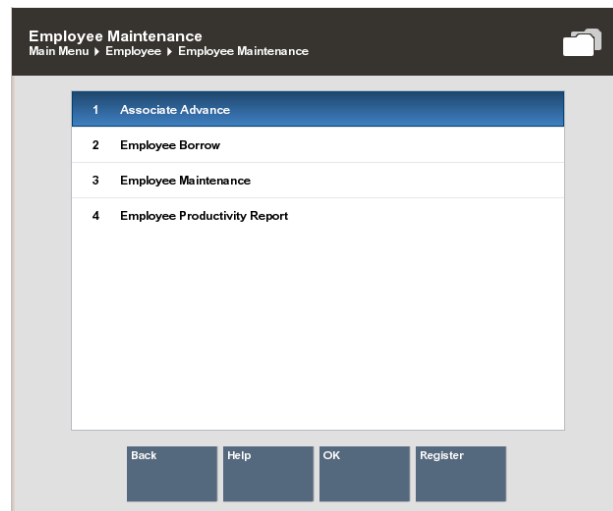 Employee Maintenance
Main Menu ▸ Employee ▸ Employee Maintenance
1 Associate Advance
2 Employee Borrow
3 Employee Maintenance
4 Employee Productivity Report
Back Help OK Register